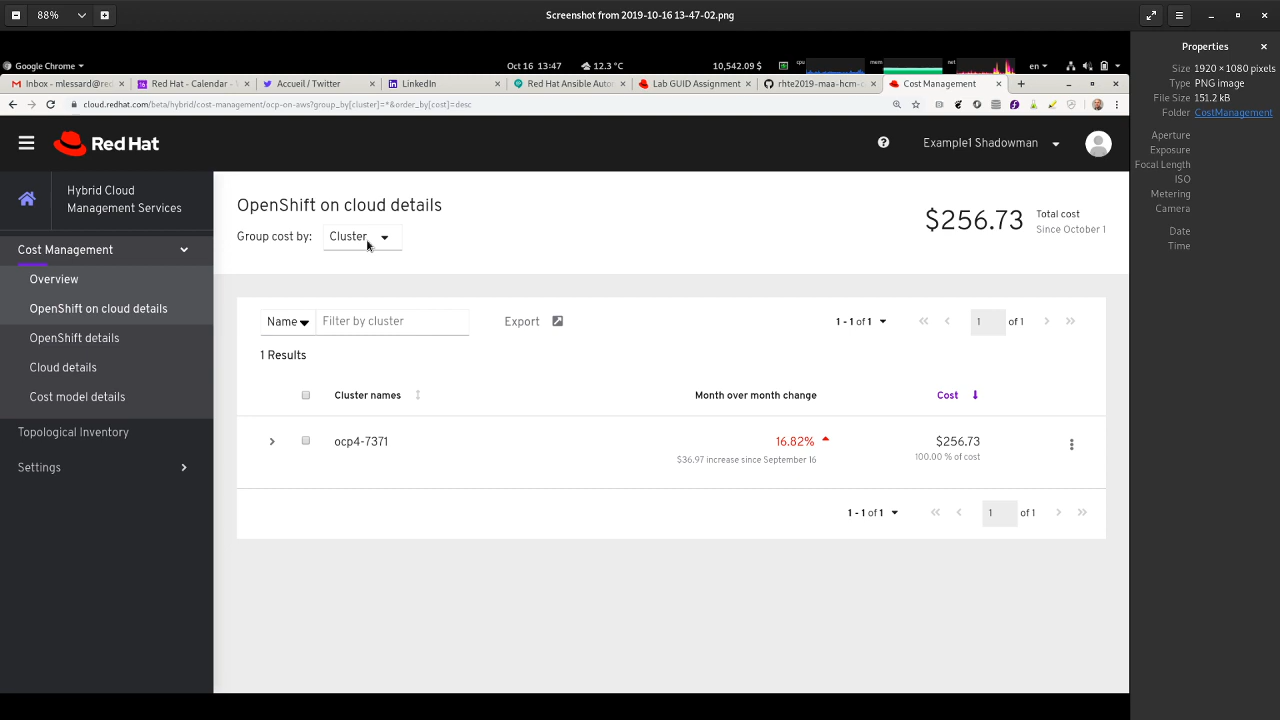 88%
Screenshot from 2019-10-16 13-47-02.png
Properties
Size 1920 × 1080 pixels
Type PNG image
File Size 151.2 kB
Folder CostManagement
Aperture
Exposure
Focal Length
ISO
Metering
Camera
Date
Time
Google Chrome
Oct 16 13:47
12.3 °C
10,542.09 $
cpu
mem
net
en
Inbox - mlessard@red
Red Hat - Calendar -
Accueil / Twitter
LinkedIn
Red Hat Ansible Auto
Lab GUID Assignment
rhte2019-maa-hcm-
Cost Management
cloud.redhat.com/beta/hybrid/cost-management/ocp-on-aws?group_by[cluster]=*&order_by[cost]=desc
Red Hat
Example1 Shadowman
Hybrid Cloud
Management Services
Cost Management
Overview
OpenShift on cloud details
OpenShift details
Cloud details
Cost model details
Topological Inventory
Settings
OpenShift on cloud details
Group cost by: Cluster
$256.73
Total cost
Since October 1
Name
Filter by cluster
Export
1 - 1 of 1
1 of 1
1 Results
Cluster names
Month over month change
Cost
ocp4-7371
16.82%
$36.97 increase since September 16
$256.73
100.00 % of cost
1 - 1 of 1
1 of 1